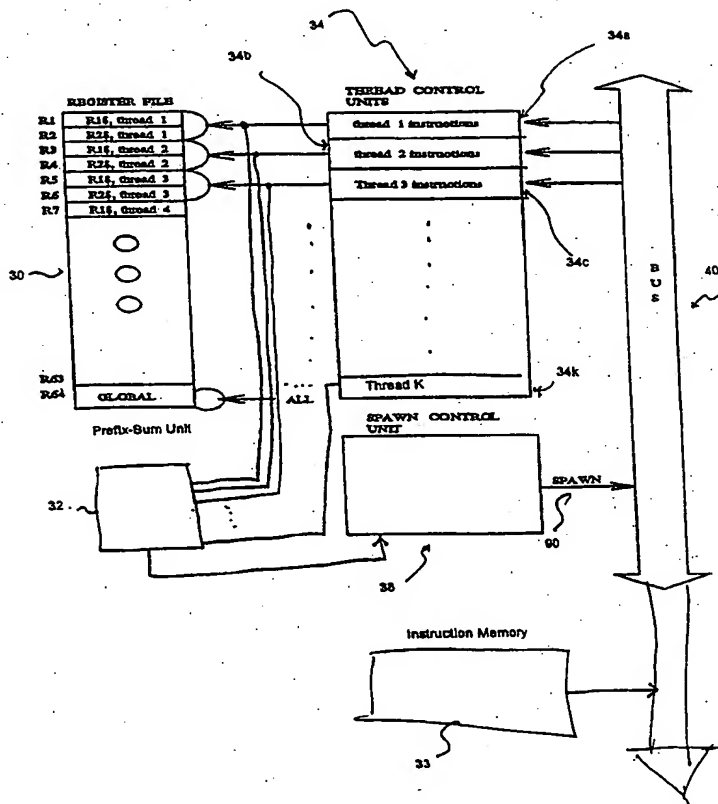 34
34a
34b
REGISTER FILE
THREAD CONTROL
UNITS
R1 R1$, thread 1
R2 R2$, thread 1
R3 R1$, thread 2
R4 R2$, thread 2
R5 R1$, thread 3
R6 R2$, thread 3
R7 R1$, thread 4
thread 1 instructions
thread 2 instructions
Thread 3 instructions
34c
30
BUS
40
R63
R64 GLOBAL
ALL
Thread K
34k
Prefix-Sum Unit
SPAWN CONTROL
UNIT
32
SPAWN
90
38
Instruction Memory
33